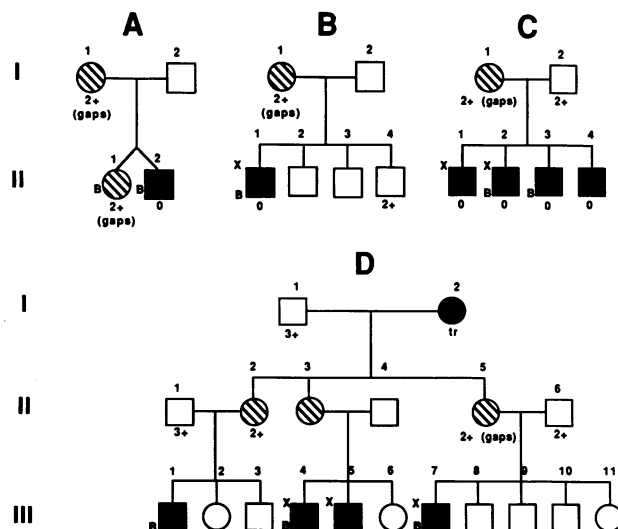 A B C
I 1 2 1 2 1 2
2+ 2+ 2+ (gaps) 2+
(gaps) (gaps)
1 2 1 2 3 4 1 2 3 4
II B B X B X X B B
2+ 0 0 2+ 0 0 0 0
(gaps)
D
I 1 2
3+ tr
2 3 4 5
II 1 6
3+ 2+ 2+ (gaps) 2+
1 2 3 4 5 6 7 8 9 10 11
X X X
III B B B